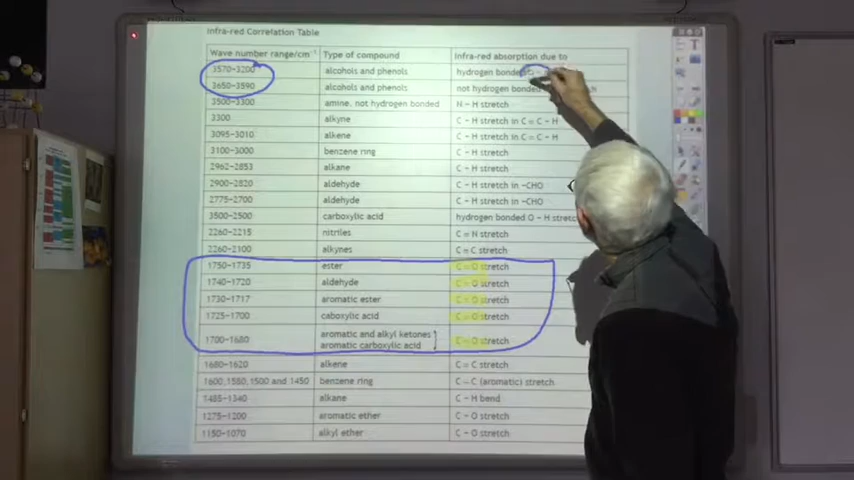 Infra-red Correlation Table
Wave number range/cm⁻¹ Type of compound Infra-red absorption due to
3570–3200 alcohols and phenols hydrogen bonded
3650–3590 alcohols and phenols not hydrogen bonded
3500–3300 amine, not hydrogen bonded N – H stretch
3300 alkyne C – H stretch in C ≡ C – H
3095–3010 alkene C – H stretch in C = C – H
3100–3000 benzene ring C – H stretch
2962–2853 alkane C – H stretch
2900–2820 aldehyde C – H stretch in –CHO
2775–2700 aldehyde C – H stretch in –CHO
3500–2500 carboxylic acid hydrogen bonded O – H stretch
2260–2215 nitriles C ≡ N stretch
2260–2100 alkynes C ≡ C stretch
1750–1735 ester C = O stretch
1740–1720 aldehyde C = O stretch
1730–1717 aromatic ester C = O stretch
1725–1700 caboxylic acid C = O stretch
1700–1680 aromatic and alkyl ketones
aromatic carboxylic acid C = O stretch
1680–1620 alkene C = C stretch
1600, 1580, 1500 and 1450 benzene ring C – C (aromatic) stretch
1485–1340 alkane C – H bend
1275–1200 aromatic ether C – O stretch
1150–1070 alkyl ether C – O stretch